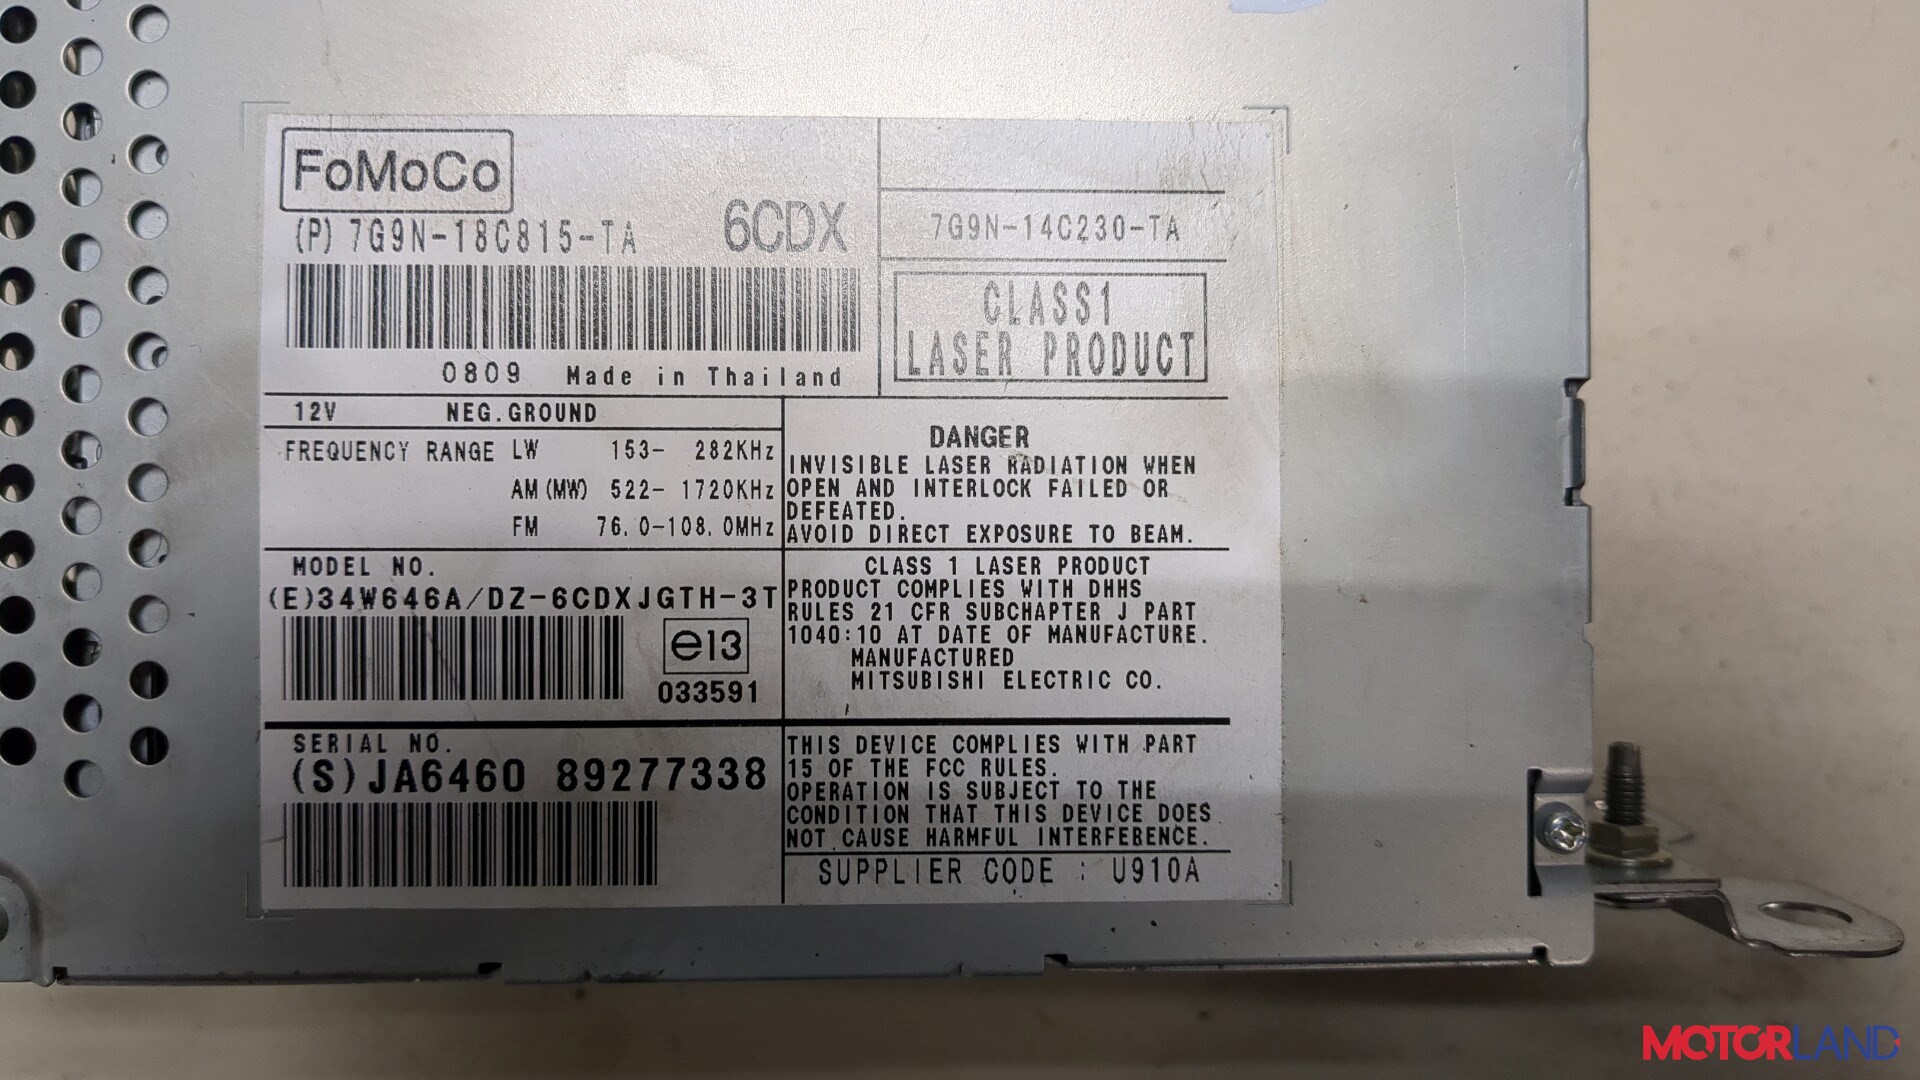 FoMoCo
(P) 7G9N-18C815-TA 6CDX
7G9N-14C230-TA
CLASS1
LASER PRODUCT
0809 Made in Thailand
12V NEG.GROUND
FREQUENCY RANGE LW 153- 282KHz
AM(MW) 522- 1720KHz
FM 76.0-108.0MHz
DANGER
INVISIBLE LASER RADIATION WHEN
OPEN AND INTERLOCK FAILED OR
DEFEATED.
AVOID DIRECT EXPOSURE TO BEAM.
MODEL NO.
(E)34W646A/DZ-6CDXJGTH-3T
e13
033591
CLASS 1 LASER PRODUCT
PRODUCT COMPLIES WITH DHHS
RULES 21 CFR SUBCHAPTER J PART
1040:10 AT DATE OF MANUFACTURE.
MANUFACTURED
MITSUBISHI ELECTRIC CO.
SERIAL NO.
(S)JA6460 89277338
THIS DEVICE COMPLIES WITH PART
15 OF THE FCC RULES.
OPERATION IS SUBJECT TO THE
CONDITION THAT THIS DEVICE DOES
NOT CAUSE HARMFUL INTERFERENCE.
SUPPLIER CODE : U910A
MOTORLAND